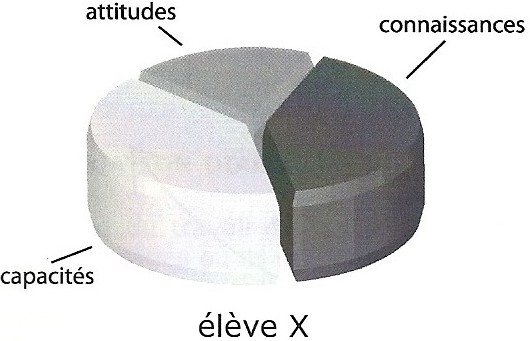 attitudes
connaissances
capacités
élève X